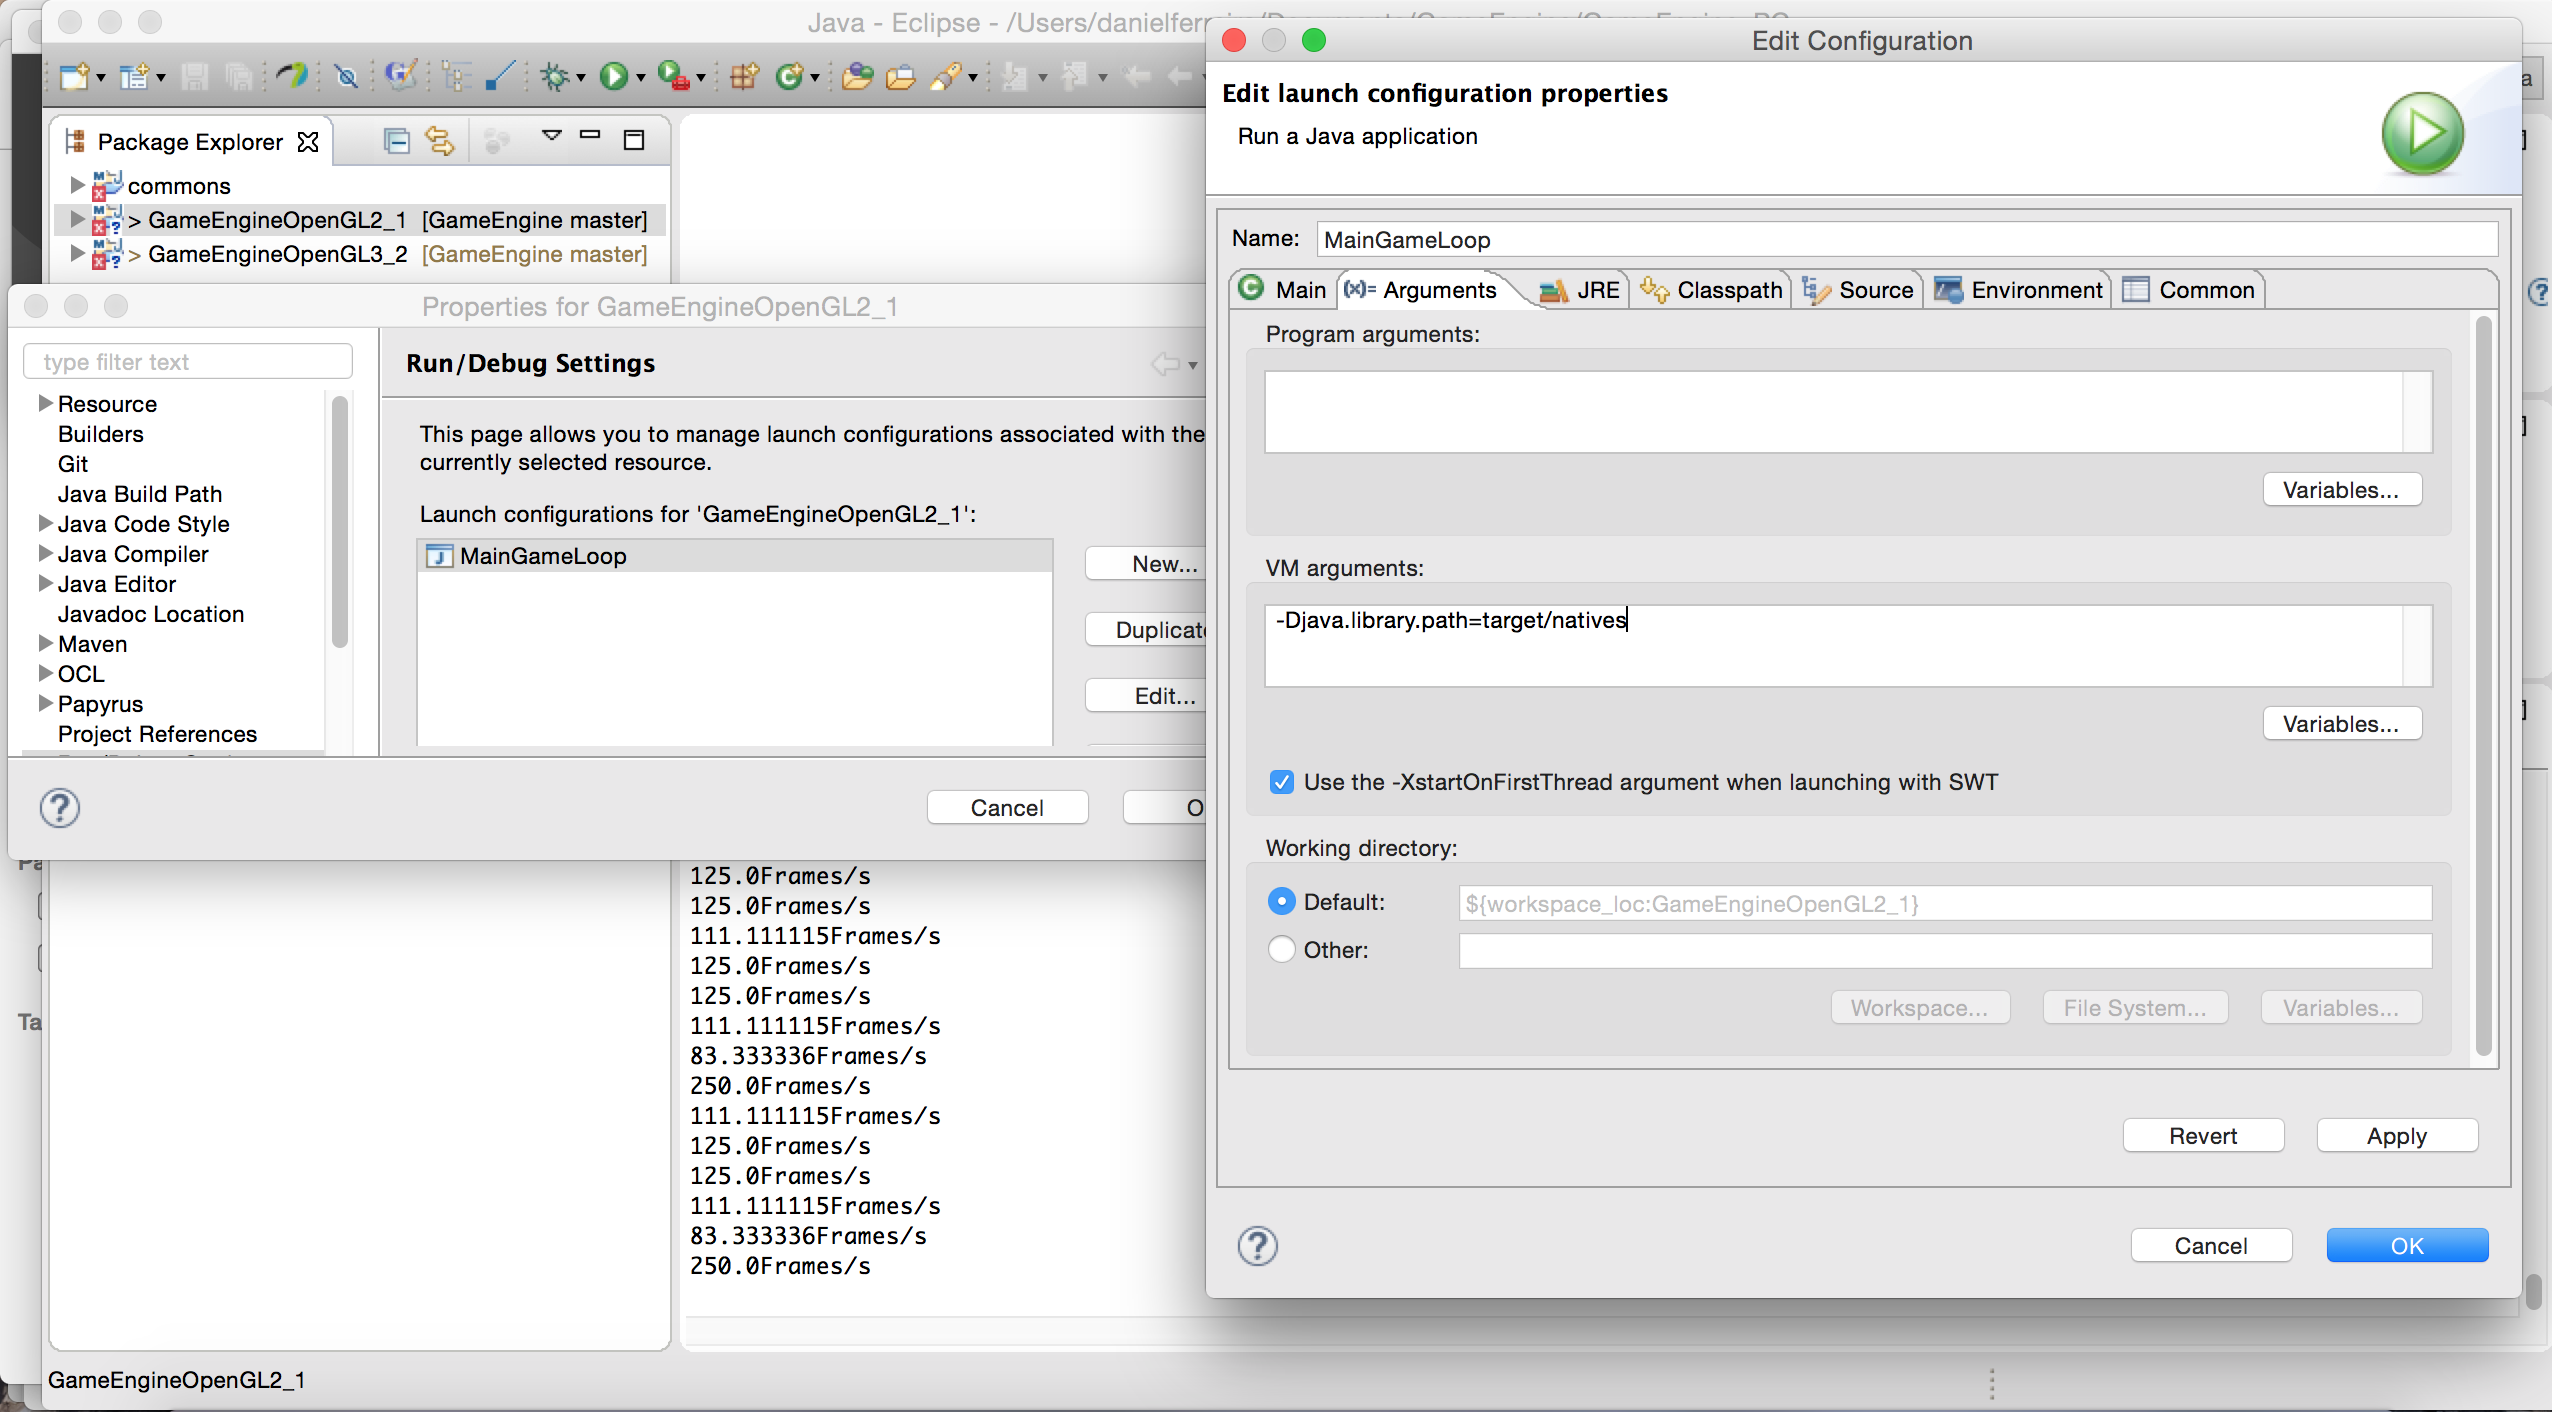 Java - Eclipse - /Users/danielfer
Package Explorer
commons
> GameEngineOpenGL2_1 [GameEngine master]
> GameEngineOpenGL3_2 [GameEngine master]
Properties for GameEngineOpenGL2_1
type filter text
Resource
Builders
Git
Java Build Path
Java Code Style
Java Compiler
Java Editor
Javadoc Location
Maven
OCL
Papyrus
Project References
Run/Debug Settings
This page allows you to manage launch configurations associated with the
currently selected resource.
Launch configurations for 'GameEngineOpenGL2_1':
MainGameLoop
New...
Duplicat
Edit...
Cancel
O
Pa
Ta
125.0Frames/s
125.0Frames/s
111.111115Frames/s
125.0Frames/s
125.0Frames/s
111.111115Frames/s
83.333336Frames/s
250.0Frames/s
111.111115Frames/s
125.0Frames/s
125.0Frames/s
111.111115Frames/s
83.333336Frames/s
250.0Frames/s
GameEngineOpenGL2_1
Edit Configuration
Edit launch configuration properties
Run a Java application
Name: MainGameLoop
Main (x)= Arguments JRE Classpath Source Environment Common
Program arguments:
Variables...
VM arguments:
-Djava.library.path=target/natives
Variables...
Use the -XstartOnFirstThread argument when launching with SWT
Working directory:
Default: ${workspace_loc:GameEngineOpenGL2_1}
Other:
Workspace... File System... Variables...
Revert Apply
Cancel OK